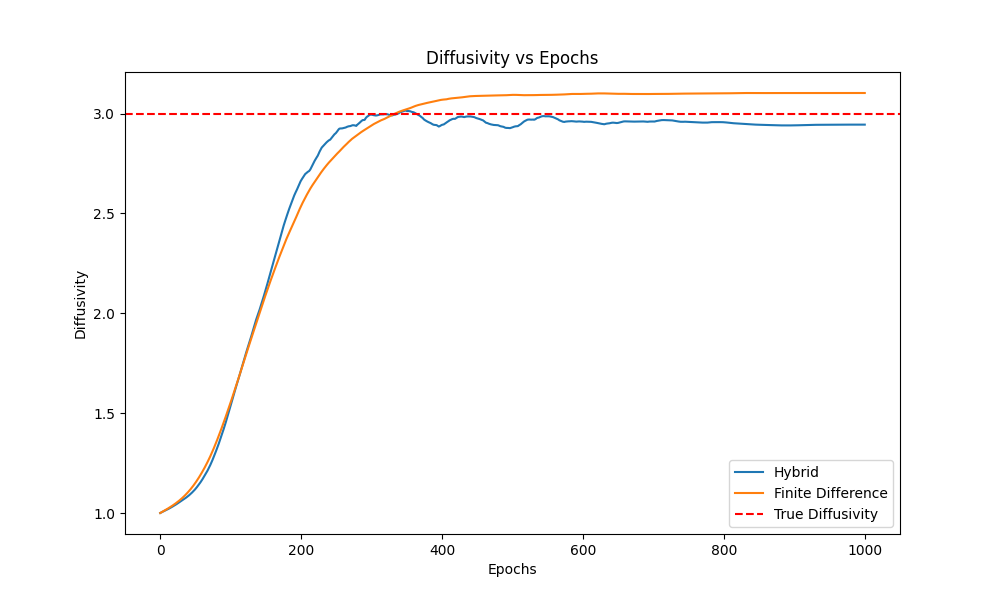 Diffusivity vs Epochs
Diffusivity
3.0
2.5
2.0
1.5
1.0
0 200 400 600 800 1000
Epochs
Hybrid
Finite Difference
True Diffusivity